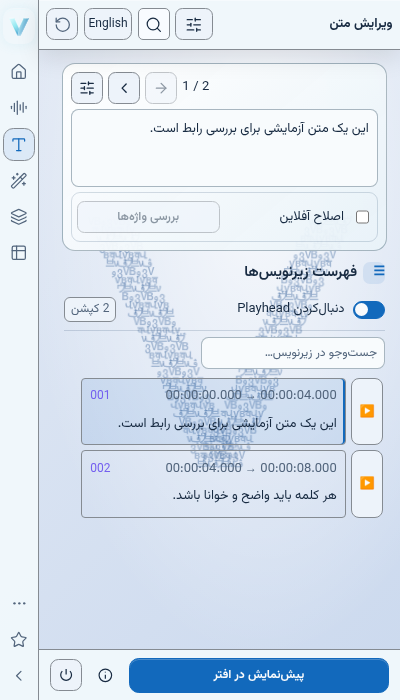 ویرایش متن
English
1 / 2
این یک متن آزمایشی برای بررسی رابط است.
اصلاح آفلاین
بررسی واژه‌ها
فهرست زیرنویس‌ها
دنبال‌کردن Playhead
2 کپشن
جست‌وجو در زیرنویس...
001
00:00:00.000 → 00:00:04.000
این یک متن آزمایشی برای بررسی رابط است.
002
00:00:04.000 → 00:00:08.000
هر کلمه باید واضح و خوانا باشد.
پیش‌نمایش در افتر